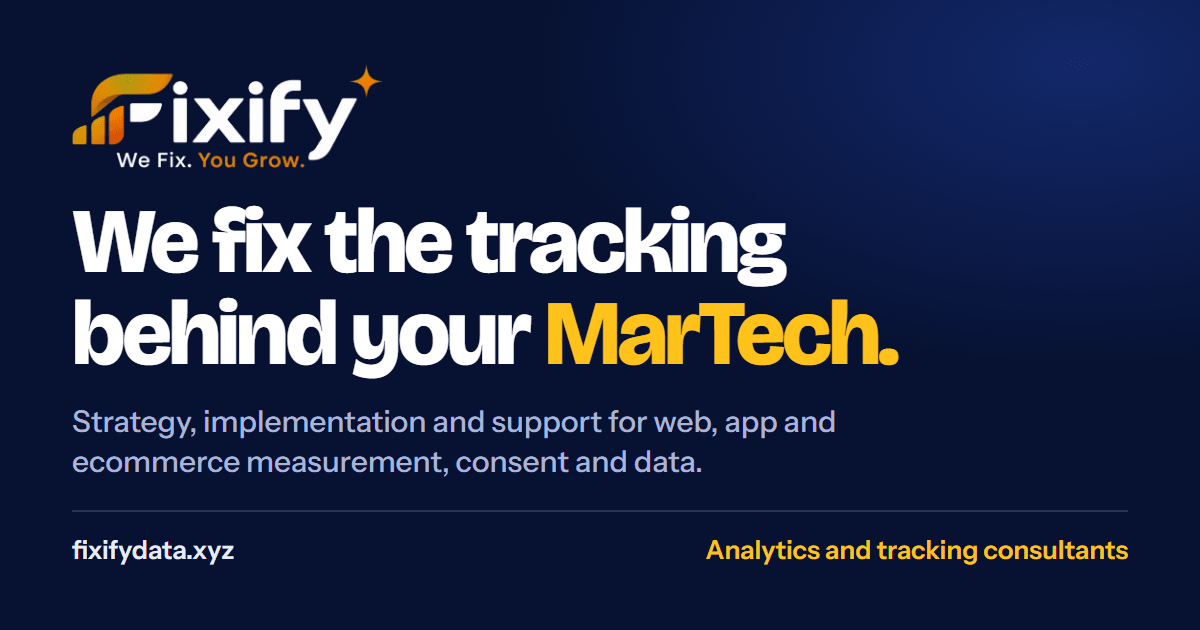 Fixify
We Fix. You Grow.
We fix the tracking
behind your MarTech.
Strategy, implementation and support for web, app and
ecommerce measurement, consent and data.
fixifydata.xyz
Analytics and tracking consultants